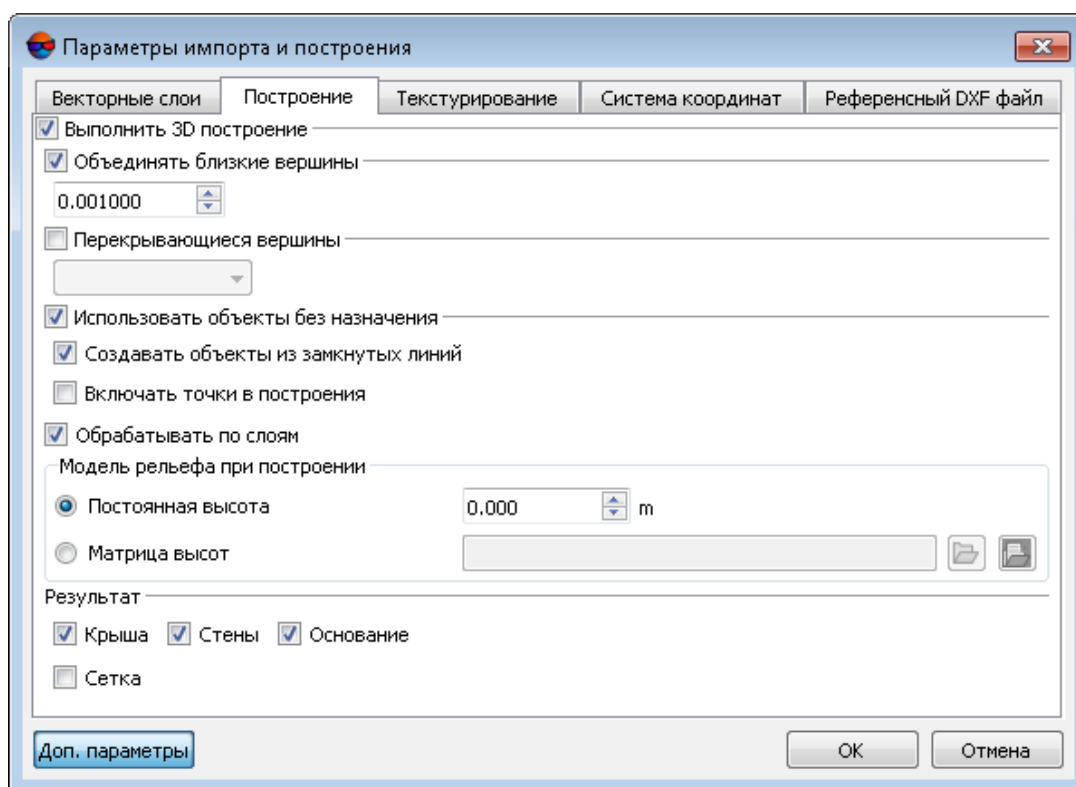 Параметры импорта и построения
Векторные слои Построение Текстурирование Система координат Референсный DXF файл
Выполнить 3D построение
Объединять близкие вершины
0.001000
Перекрывающиеся вершины
Использовать объекты без назначения
Создавать объекты из замкнутых линий
Включать точки в построения
Обрабатывать по слоям
Модель рельефа при построении
Постоянная высота 0.000 m
Матрица высот
Результат
Крыша Стены Основание
Сетка
Доп. параметры OK Отмена